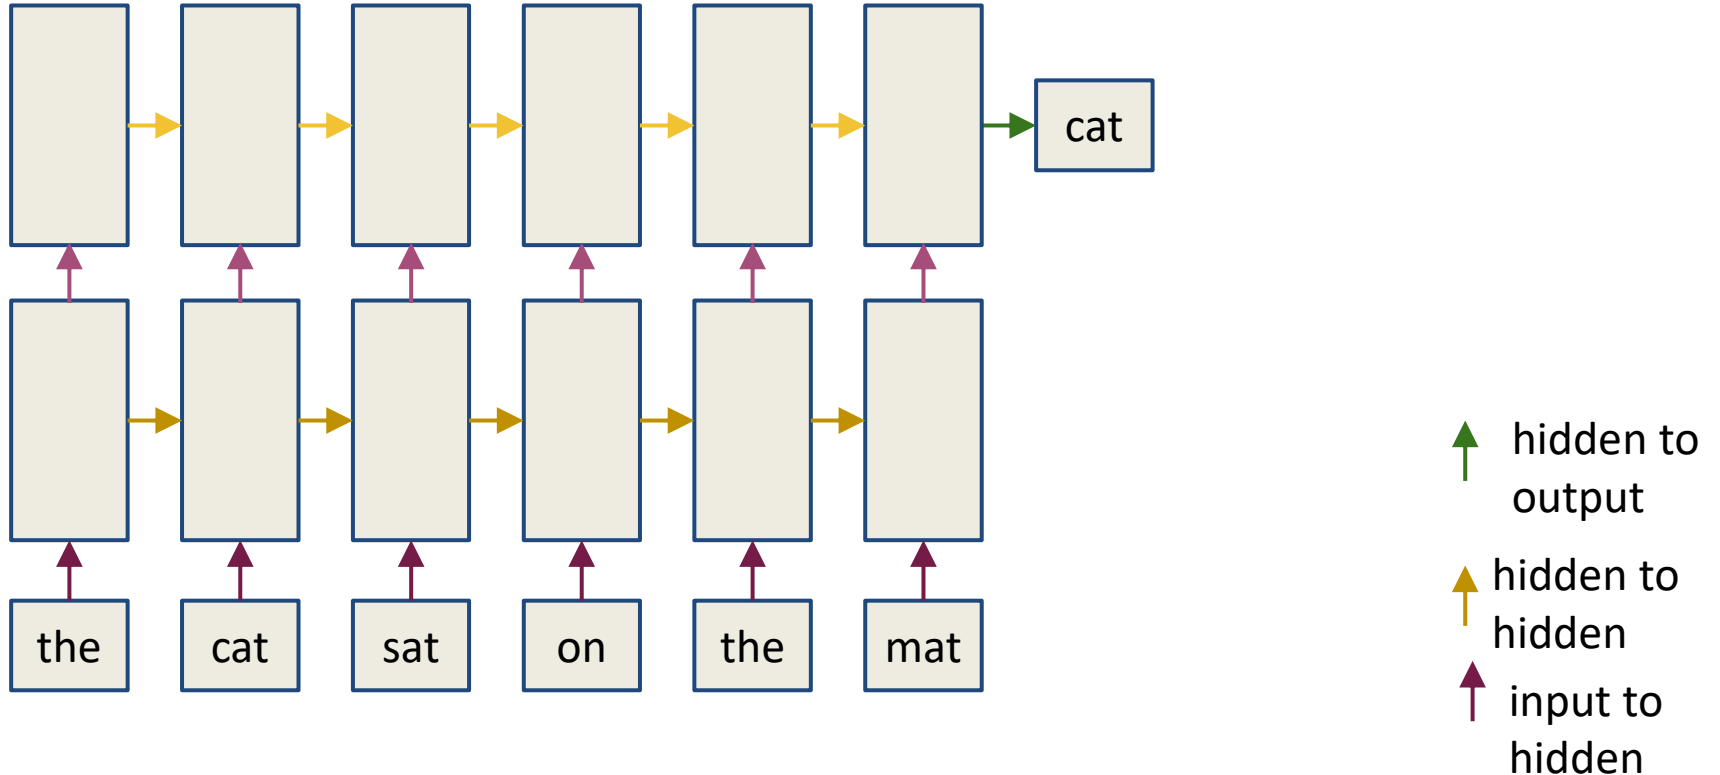 cat
the cat sat on the mat
hidden to
output
hidden to
hidden
input to
hidden